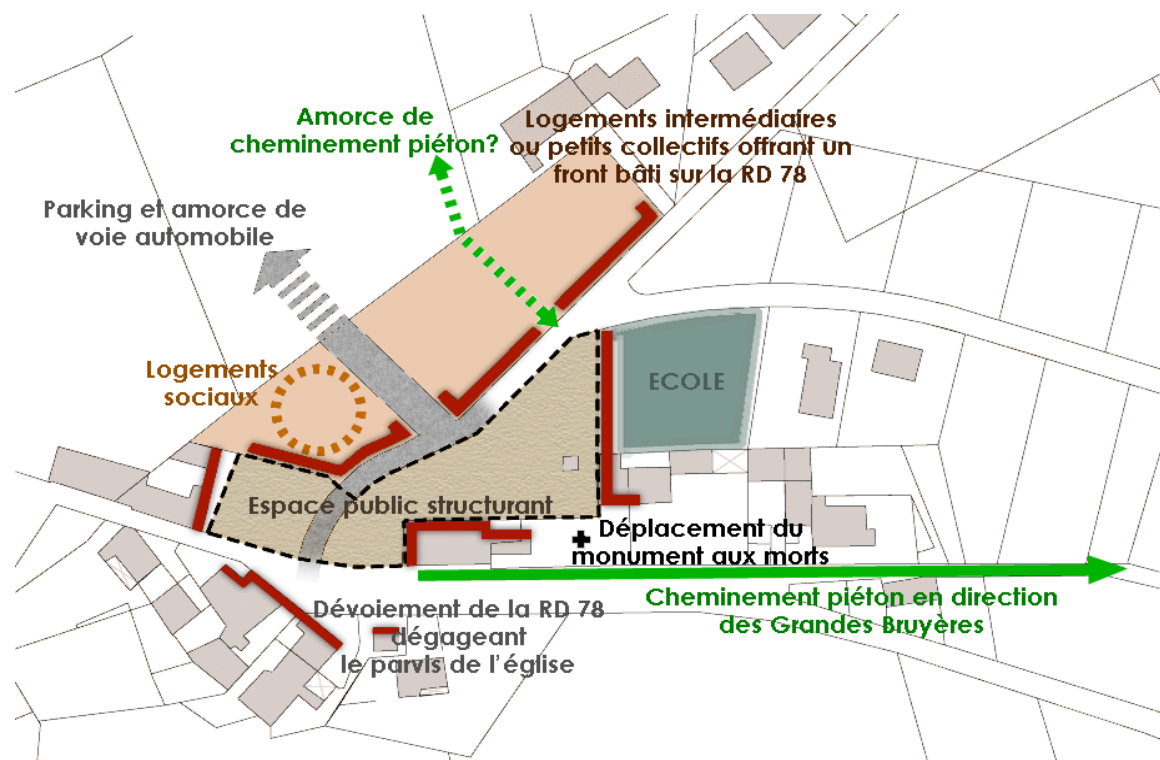 Amorce de
cheminement piéton?
Logements intermédiaires
ou petits collectifs offrant un
front bâti sur la RD 78
Parking et amorce de
voie automobile
Logements
sociaux
ECOLE
Espace public structurant
Déplacement du
monument aux morts
Cheminement piéton en direction
des Grandes Bruyères
Dévoiement de la RD 78
dégageant
le parvis de l'église